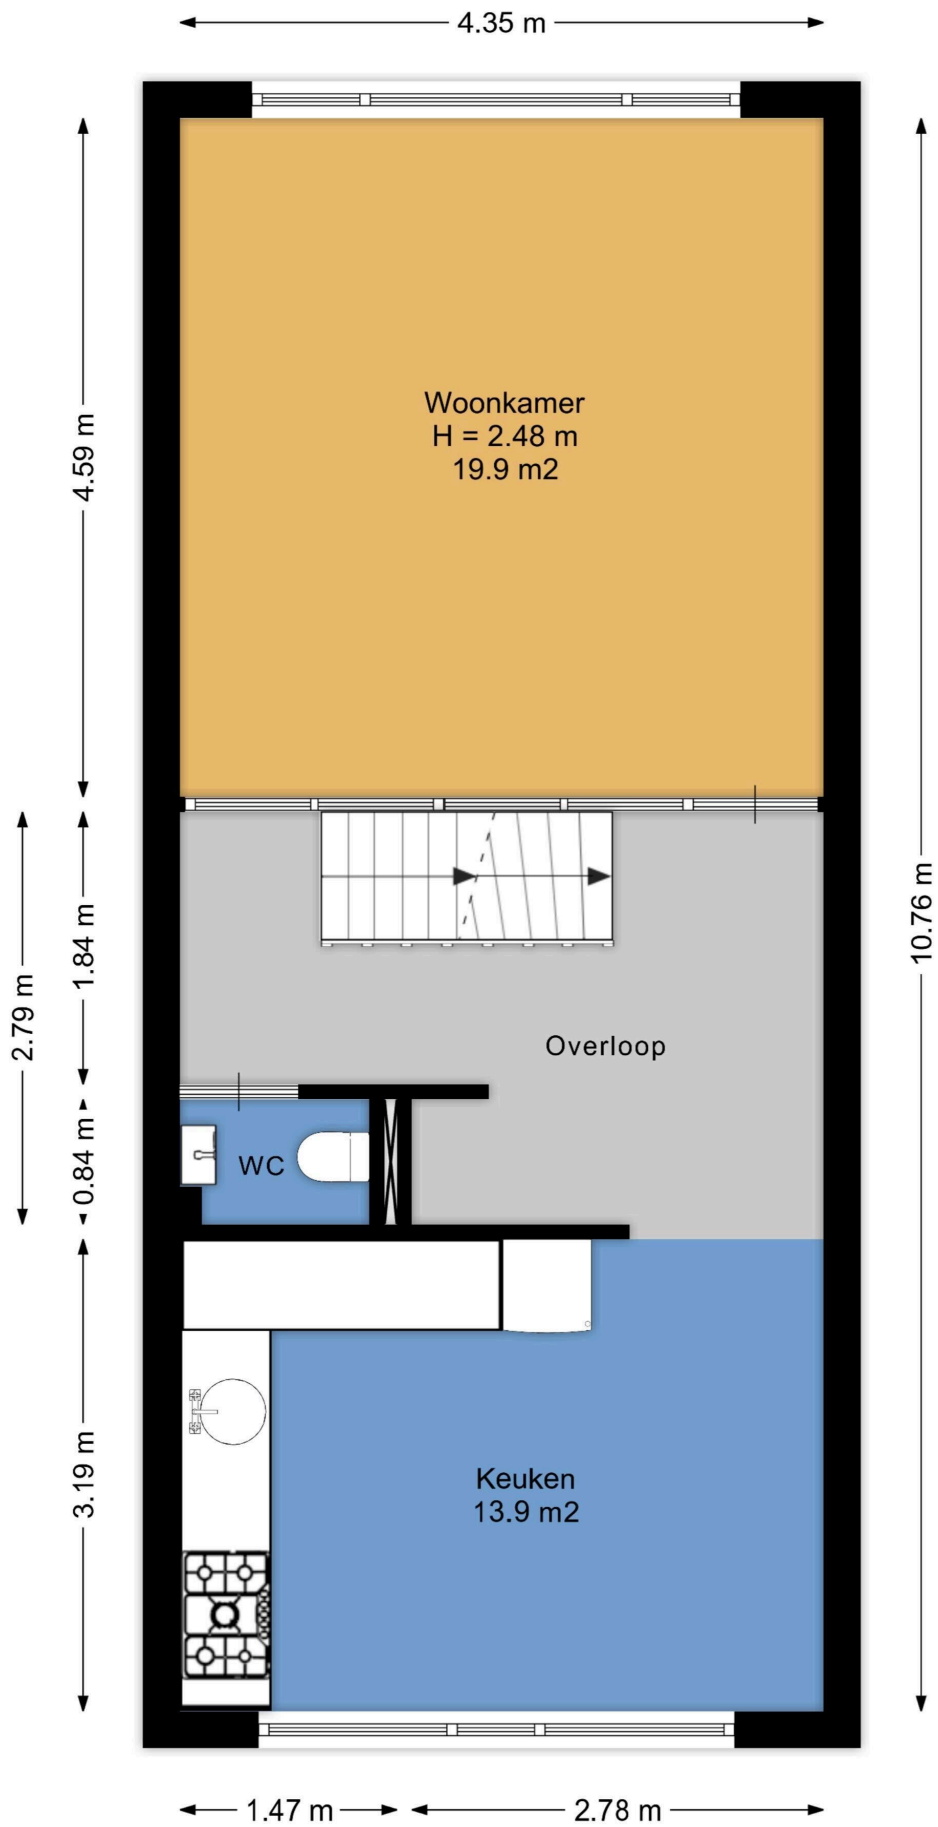 4.35 m
4.59 m
Woonkamer
H = 2.48 m
19.9 m2
10.76 m
1.84 m
2.79 m
Overloop
0.84 m
WC
3.19 m
Keuken
13.9 m2
1.47 m
2.78 m